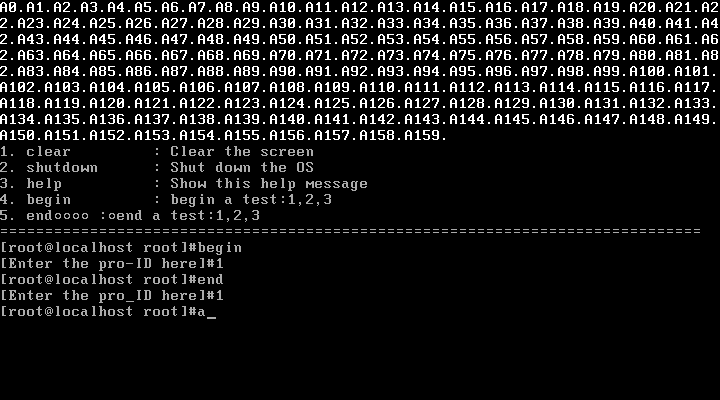 A0.A1.A2.A3.A4.A5.A6.A7.A8.A9.A10.A11.A12.A13.A14.A15.A16.A17.A18.A19.A20.A21.A2
2.A23.A24.A25.A26.A27.A28.A29.A30.A31.A32.A33.A34.A35.A36.A37.A38.A39.A40.A41.A4
2.A43.A44.A45.A46.A47.A48.A49.A50.A51.A52.A53.A54.A55.A56.A57.A58.A59.A60.A61.A6
2.A63.A64.A65.A66.A67.A68.A69.A70.A71.A72.A73.A74.A75.A76.A77.A78.A79.A80.A81.A8
2.A83.A84.A85.A86.A87.A88.A89.A90.A91.A92.A93.A94.A95.A96.A97.A98.A99.A100.A101.
A102.A103.A104.A105.A106.A107.A108.A109.A110.A111.A112.A113.A114.A115.A116.A117.
A118.A119.A120.A121.A122.A123.A124.A125.A126.A127.A128.A129.A130.A131.A132.A133.
A134.A135.A136.A137.A138.A139.A140.A141.A142.A143.A144.A145.A146.A147.A148.A149.
A150.A151.A152.A153.A154.A155.A156.A157.A158.A159.
1. clear         : Clear the screen
2. shutdown      : Shut down the OS
3. help          : Show this help message
4. begin         : begin a test:1,2,3
5. end○○○○ :○end a test:1,2,3
==============================================================================
[root@localhost root]#begin
[Enter the pro-ID here]#1
[root@localhost root]#end
[Enter the pro_ID here]#1
[root@localhost root]#a_